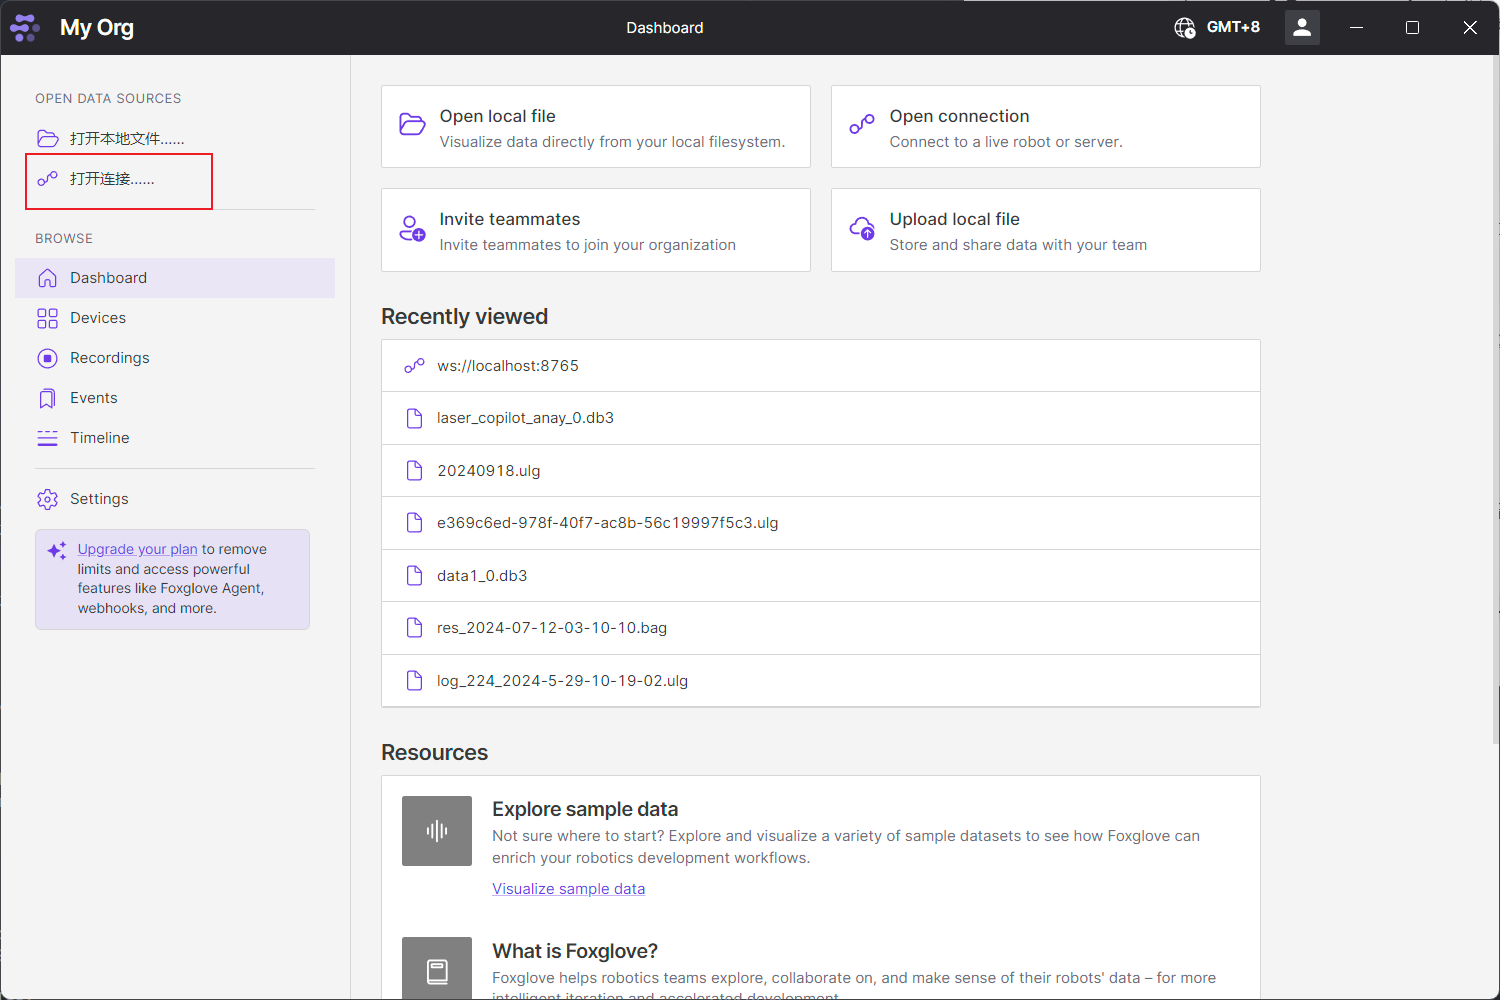 My Org
Dashboard
GMT+8
OPEN DATA SOURCES
打开本地文件……
打开连接……
BROWSE
Dashboard
Devices
Recordings
Events
Timeline
Settings
Upgrade your plan to remove
limits and access powerful
features like Foxglove Agent,
webhooks, and more.
Open local file
Visualize data directly from your local filesystem.
Open connection
Connect to a live robot or server.
Invite teammates
Invite teammates to join your organization
Upload local file
Store and share data with your team
Recently viewed
ws://localhost:8765
laser_copilot_anay_0.db3
20240918.ulg
e369c6ed-978f-40f7-ac8b-56c19997f5c3.ulg
data1_0.db3
res_2024-07-12-03-10-10.bag
log_224_2024-5-29-10-19-02.ulg
Resources
Explore sample data
Not sure where to start? Explore and visualize a variety of sample datasets to see how Foxglove can
enrich your robotics development workflows.
Visualize sample data
What is Foxglove?
Foxglove helps robotics teams explore, collaborate on, and make sense of their robots' data – for more
intelligent iteration and accelerated development